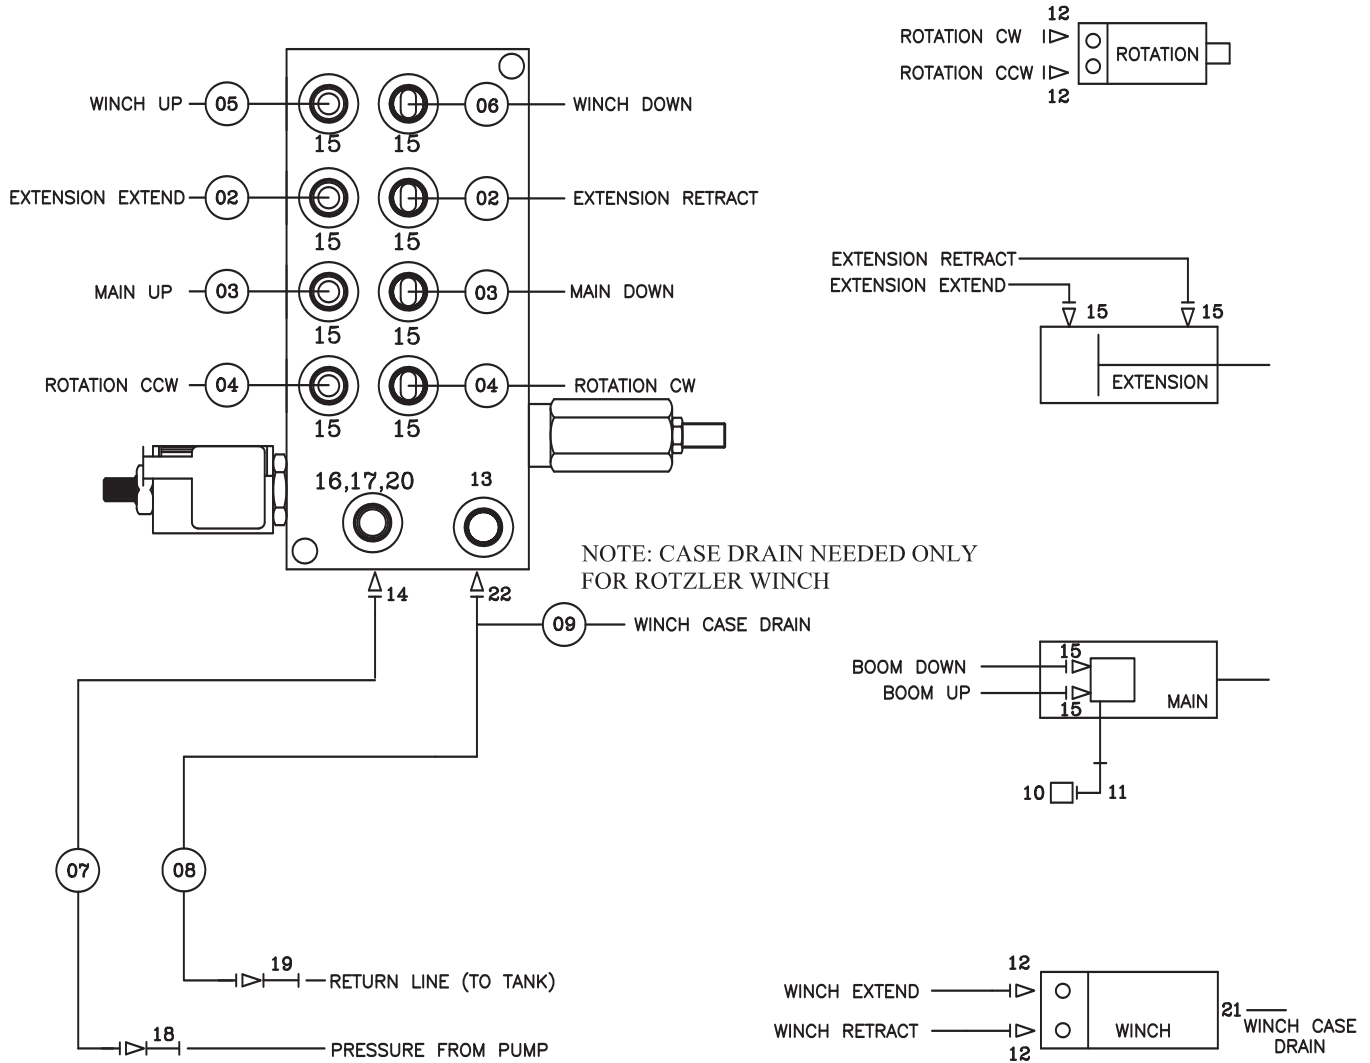 WINCH UP 05 06 WINCH DOWN
15 15
EXTENSION EXTEND 02 02 EXTENSION RETRACT
15 15
MAIN UP 03 03 MAIN DOWN
15 15
ROTATION CCW 04 04 ROTATION CW
15 15
16,17,20 13
NOTE: CASE DRAIN NEEDED ONLY
FOR ROTZLER WINCH
14 22
09 WINCH CASE DRAIN
07 08
19
RETURN LINE (TO TANK)
18
PRESSURE FROM PUMP
12
ROTATION CW
ROTATION
ROTATION CCW
12
EXTENSION RETRACT
EXTENSION EXTEND
15 15
EXTENSION
15
BOOM DOWN
BOOM UP
MAIN
15
10 11
12
WINCH EXTEND
WINCH RETRACT
WINCH
12
21
WINCH CASE
DRAIN